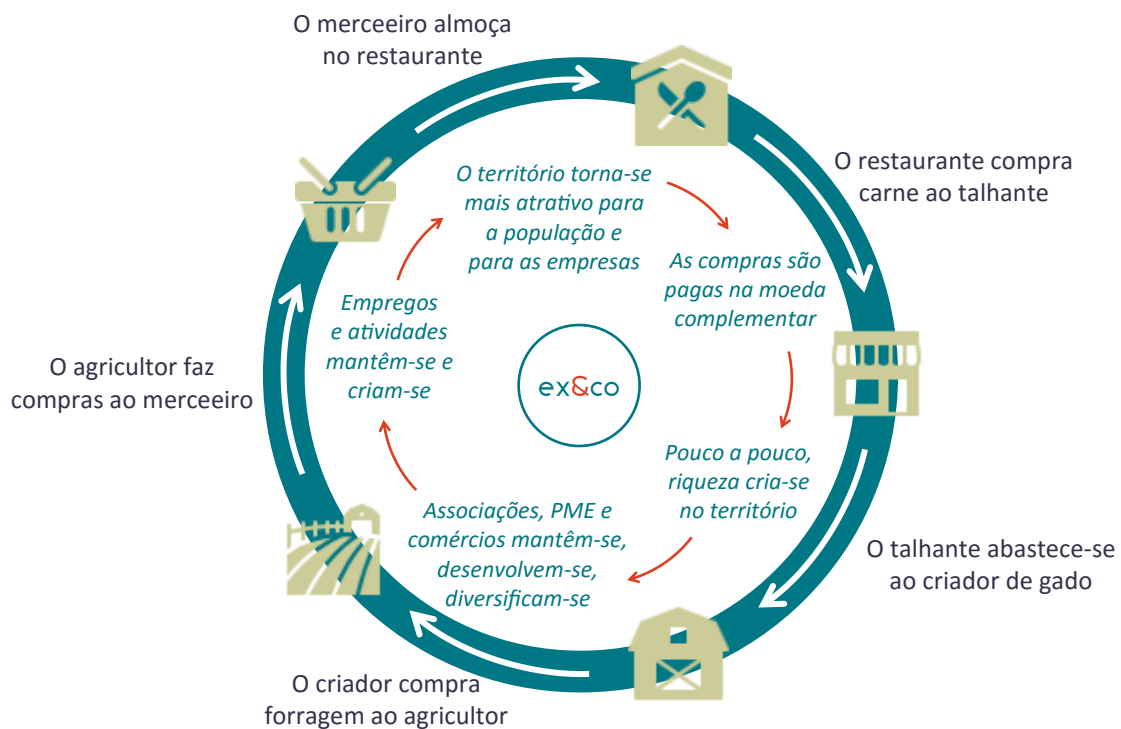 O merceeiro almoça
no restaurante
O restaurante compra
carne ao talhante
O talhante abastece-se
ao criador de gado
O criador compra
forragem ao agricultor
O agricultor faz
compras ao merceeiro
O território torna-se
mais atrativo para
a população e
para as empresas
As compras são
pagas na moeda
complementar
Pouco a pouco,
riqueza cria-se
no território
Associações, PME e
comércios mantêm-se,
desenvolvem-se,
diversificam-se
Empregos
e atividades
mantêm-se e
criam-se
ex&co